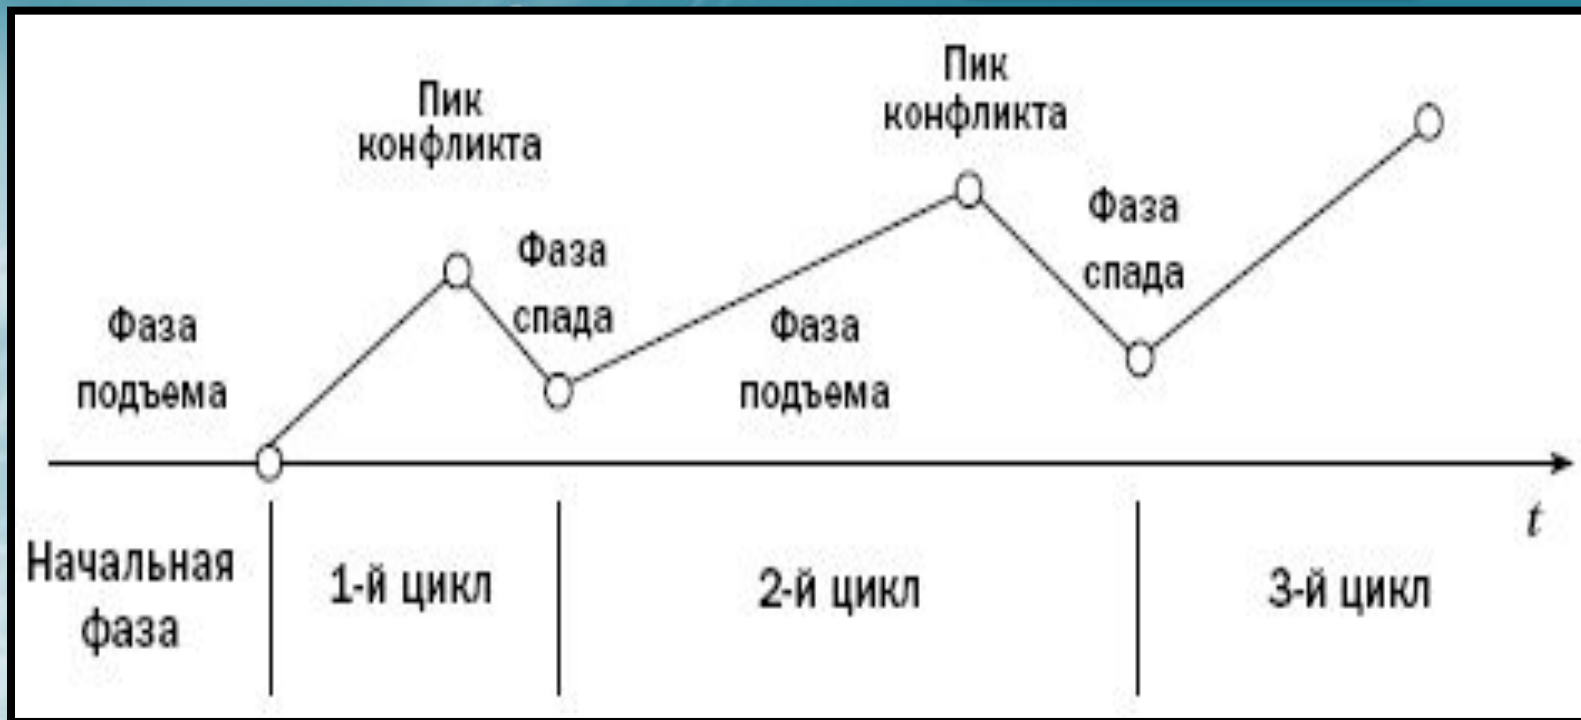 Пик
конфликта
Пик
конфликта
Фаза
спада
Фаза
спада
Фаза
подъема
Фаза
подъема
t
Начальная
фаза
1-й цикл
2-й цикл
3-й цикл